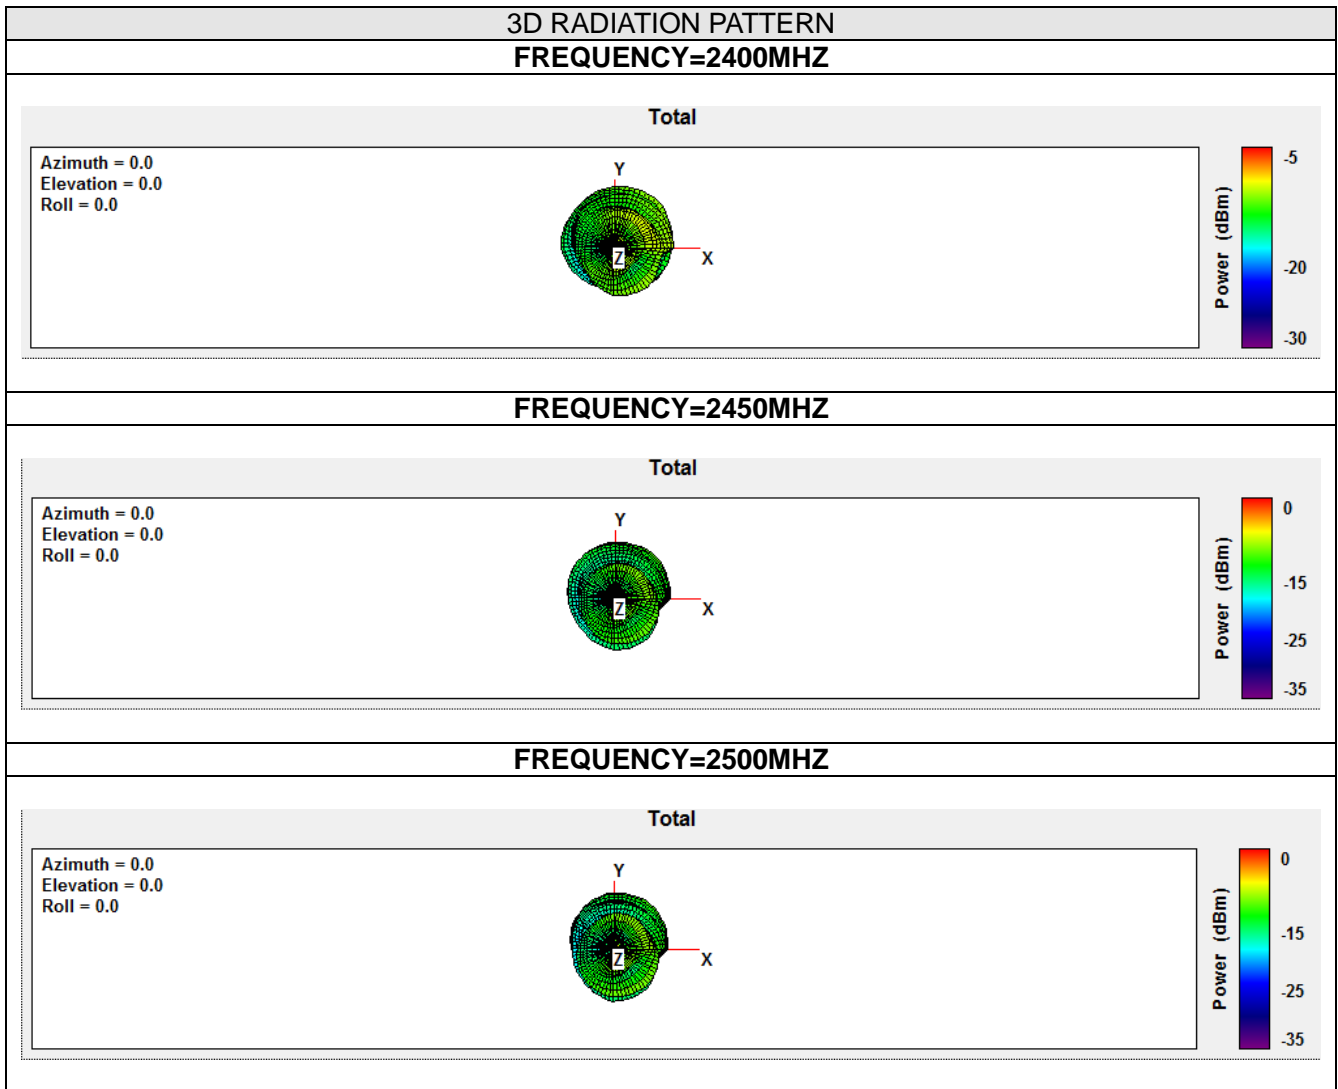 3D RADIATION PATTERN
FREQUENCY=2400MHZ
Total
Azimuth = 0.0
Elevation = 0.0
Roll = 0.0
Y
Z
X
Power (dBm)
-5
-20
-30
FREQUENCY=2450MHZ
Total
Azimuth = 0.0
Elevation = 0.0
Roll = 0.0
Y
Z
X
Power (dBm)
0
-15
-25
-35
FREQUENCY=2500MHZ
Total
Azimuth = 0.0
Elevation = 0.0
Roll = 0.0
Y
Z
X
Power (dBm)
0
-15
-25
-35